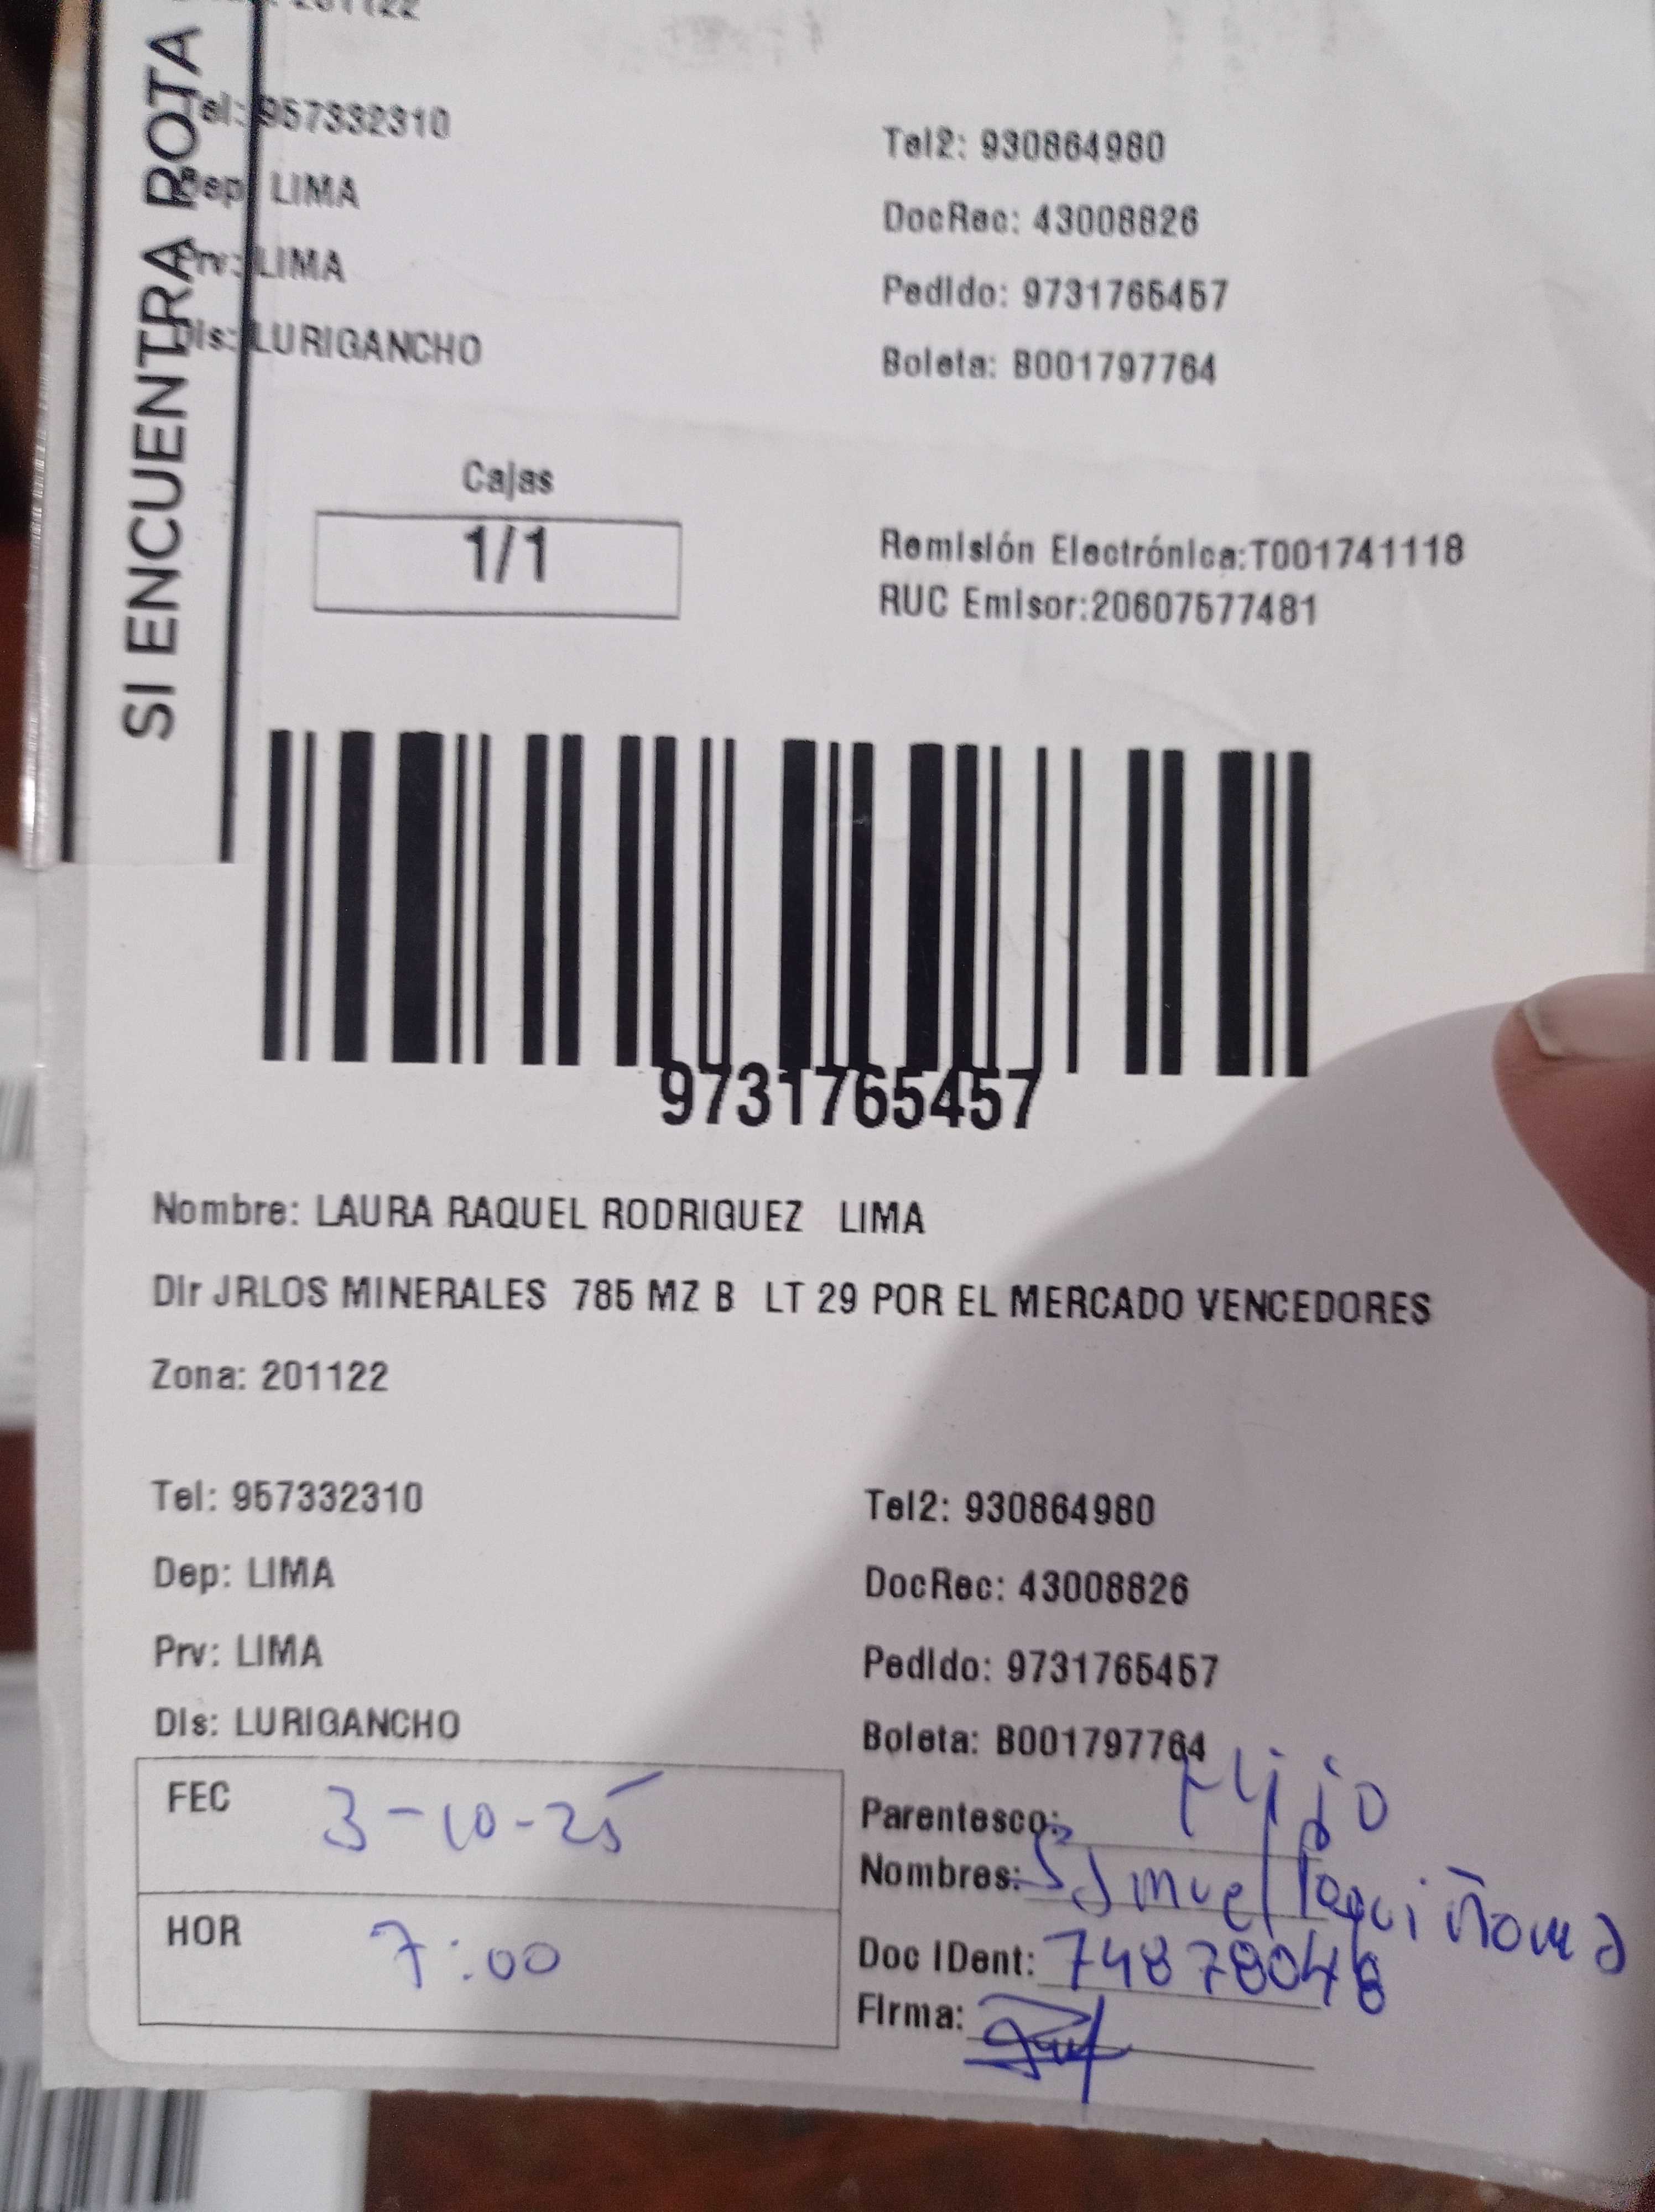 201122
Tel: 957332310
Tel2: 930864980
Dep: LIMA
DocRec: 43008826
Prv: LIMA
Pedido: 9731765457
Dis: LURIGANCHO
Boleta: B001797764
SI ENCUENTRA ROTA
Cajas
1/1
Remisión Electrónica:T001741118
RUC Emisor:20607577481
9731765457
Nombre: LAURA RAQUEL RODRIGUEZ LIMA
Dir JRLOS MINERALES 785 MZ B LT 29 POR EL MERCADO VENCEDORES
Zona: 201122
Tel: 957332310
Tel2: 930864980
Dep: LIMA
DocRec: 43008826
Prv: LIMA
Pedido: 9731765457
Dis: LURIGANCHO
Boleta: B001797764
FEC 3-10-25
HOR 7:00
Parentesco: Hijo
Nombres: Samuel
Doc IDent: 74878048
Firma: